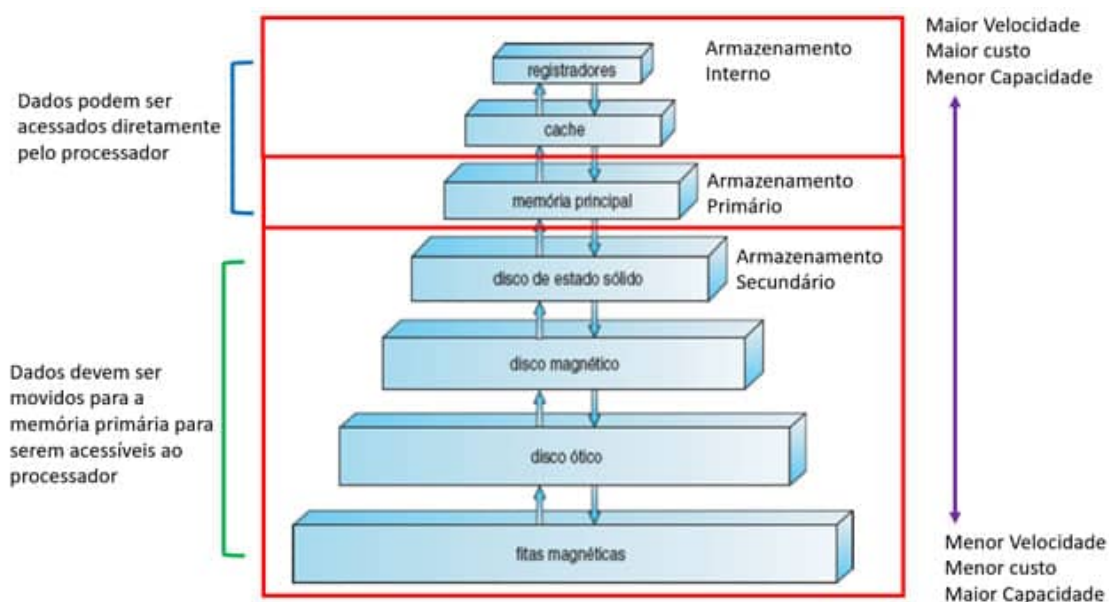 Maior Velocidade
Maior custo
Menor Capacidade
Armazenamento
Interno
registradores
Dados podem ser
acessados diretamente
pelo processador
cache
Armazenamento
Primário
memória principal
Armazenamento
Secundário
disco de estado sólido
disco magnético
Dados devem ser
movidos para a
memória primária para
serem acessíveis ao
processador
disco ótico
fitas magnéticas
Menor Velocidade
Menor custo
Maior Capacidade